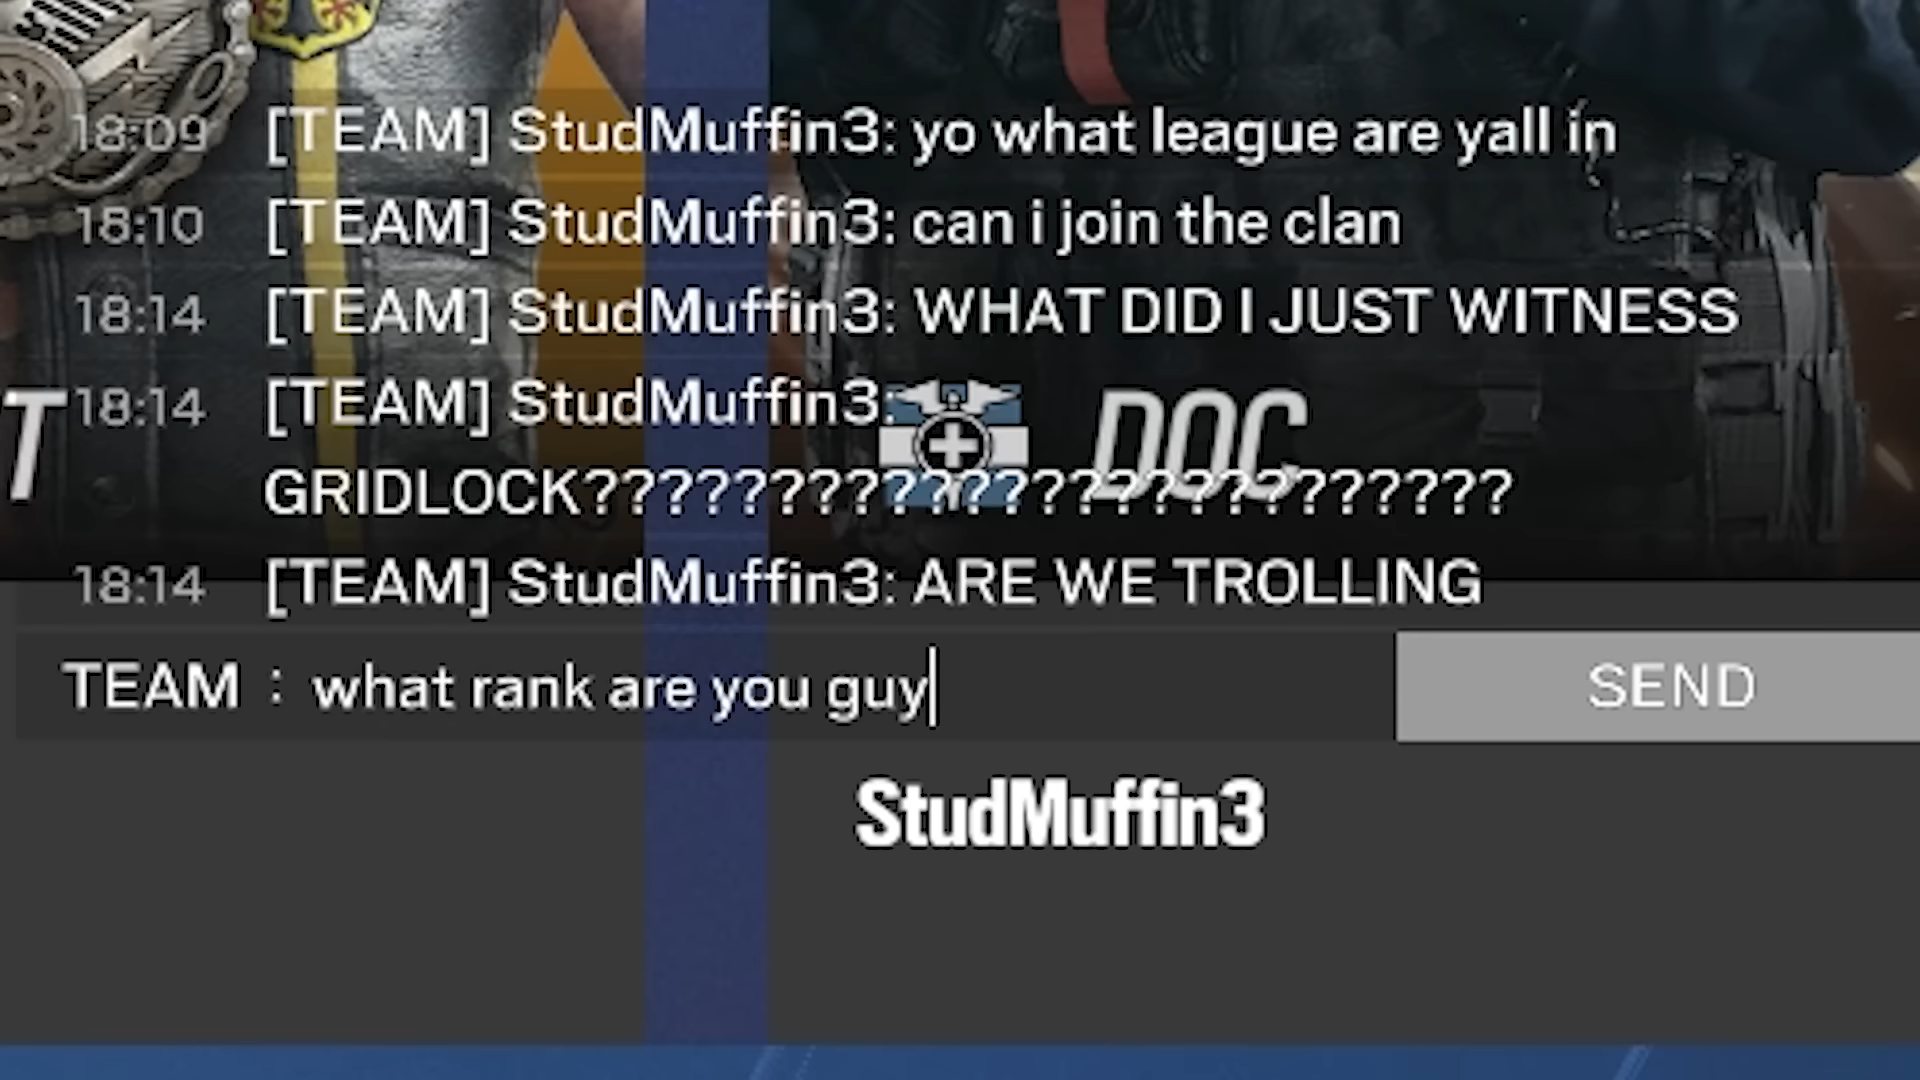 18:09 [TEAM] StudMuffin3: yo what league are yall in
18:10 [TEAM] StudMuffin3: can i join the clan
18:14 [TEAM] StudMuffin3: WHAT DID I JUST WITNESS
18:14 [TEAM] StudMuffin3:
T
DOC
GRIDLOCK??????????????????????????????
18:14 [TEAM] StudMuffin3: ARE WE TROLLING
TEAM : what rank are you guy
SEND
StudMuffin3